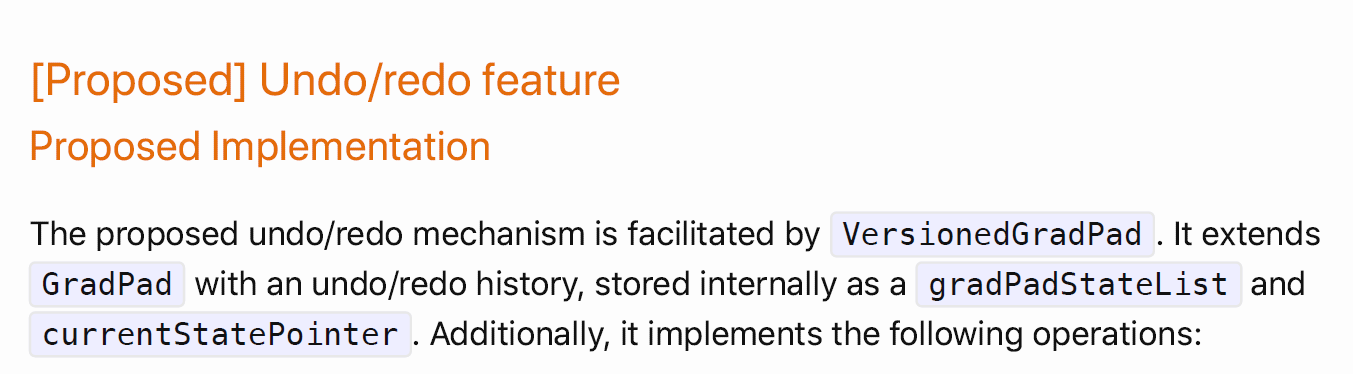 [Proposed] Undo/redo feature
Proposed Implementation
The proposed undo/redo mechanism is facilitated by VersionedGradPad. It extends
GradPad with an undo/redo history, stored internally as a gradPadStateList and
currentStatePointer. Additionally, it implements the following operations: